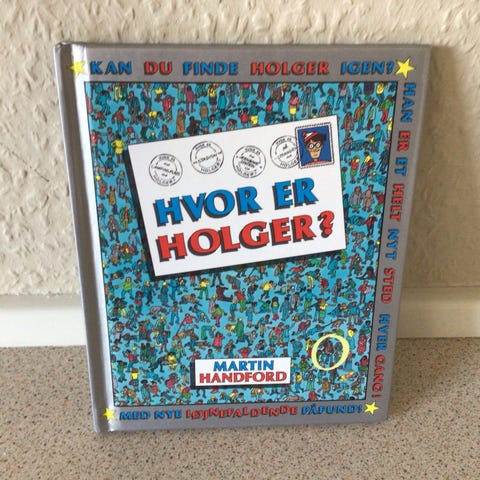 KAN DU FINDE HOLGER IGEN?
HAN ER ET HELT NYT STED HVER GANG!
HVOR ER
HOLGER?
MARTIN
HANDFORD
MED NYE IØJNEFALDENDE PÅFUND!